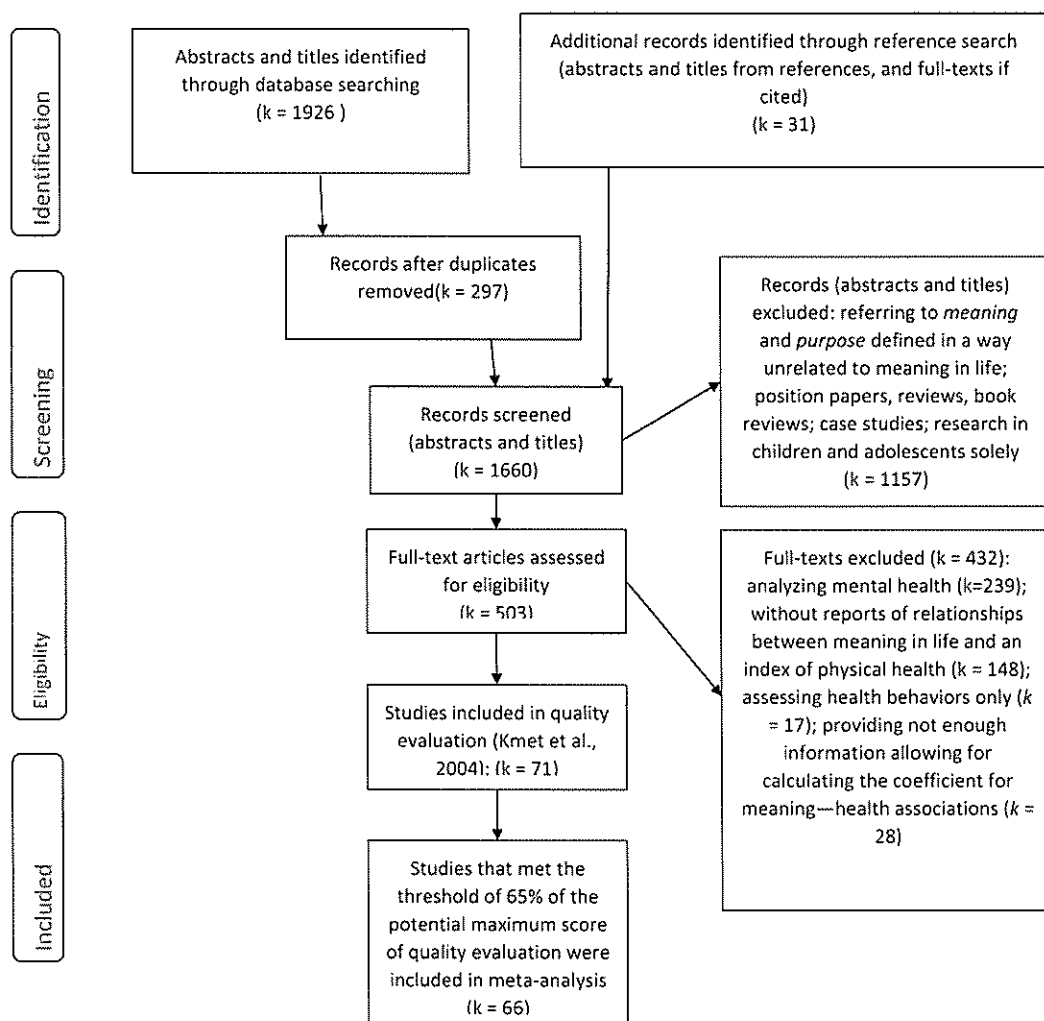 Identification
Abstracts and titles identified
through database searching
(k = 1926 )
Additional records identified through reference search
(abstracts and titles from references, and full-texts if
cited)
(k = 31)
Records after duplicates
removed(k = 297)
Screening
Records screened
(abstracts and titles)
(k = 1660)
Records (abstracts and titles)
excluded: referring to meaning
and purpose defined in a way
unrelated to meaning in life;
position papers, reviews, book
reviews; case studies; research in
children and adolescents solely
(k = 1157)
Eligibility
Full-text articles assessed
for eligibility
(k = 503)
Full-texts excluded (k = 432):
analyzing mental health (k=239);
without reports of relationships
between meaning in life and an
index of physical health (k = 148);
assessing health behaviors only (k
= 17); providing not enough
information allowing for
calculating the coefficient for
meaning—health associations (k =
28)
Studies included in quality
evaluation (Kmet et al.,
2004); (k = 71)
Included
Studies that met the
threshold of 65% of the
potential maximum score
of quality evaluation were
included in meta-analysis
(k = 66)